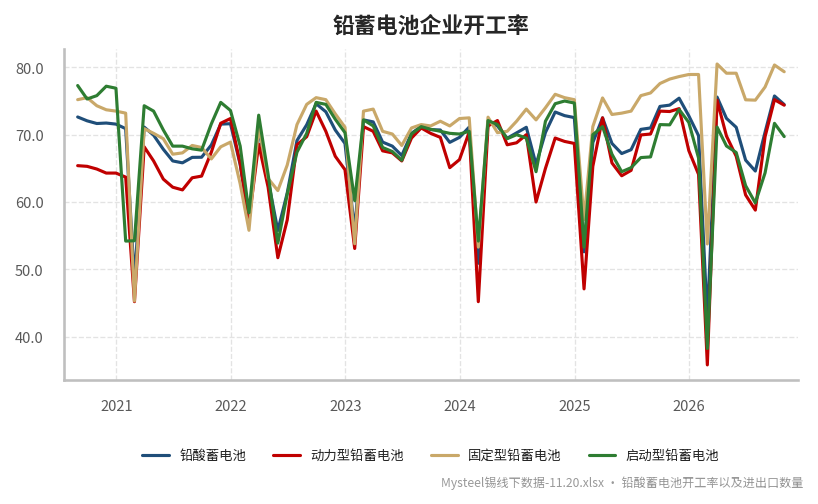 铅蓄电池企业开工率
80.0
70.0
60.0
50.0
40.0
2021 2022 2023 2024 2025 2026
铅酸蓄电池 动力型铅蓄电池 固定型铅蓄电池 启动型铅蓄电池
Mysteel锡线下数据-11.20.xlsx • 铅酸蓄电池开工率以及进出口数量